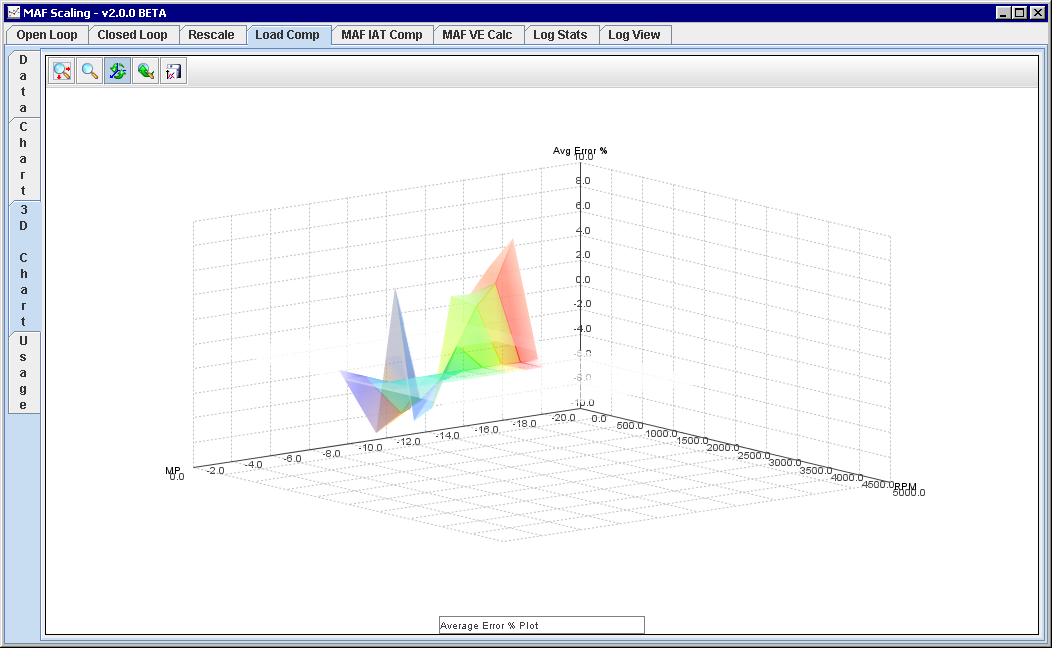 MAF Scaling - v2.0.0 BETA
Open Loop
Closed Loop
Rescale
Load Comp
MAF IAT Comp
MAF VE Calc
Log Stats
Log View
Data
Chart
3D Chart
Usage
Avg Error %
10.0
8.0
6.0
4.0
2.0
0.0
-2.0
-4.0
-6.0
-8.0
-10.0
MP
0.0
-2.0
-4.0
-6.0
-8.0
-10.0
-12.0
-14.0
-16.0
-18.0
-20.0
0.0
500.0
1000.0
1500.0
2000.0
2500.0
3000.0
3500.0
4000.0
4500.0
5000.0
RPM
Average Error % Plot